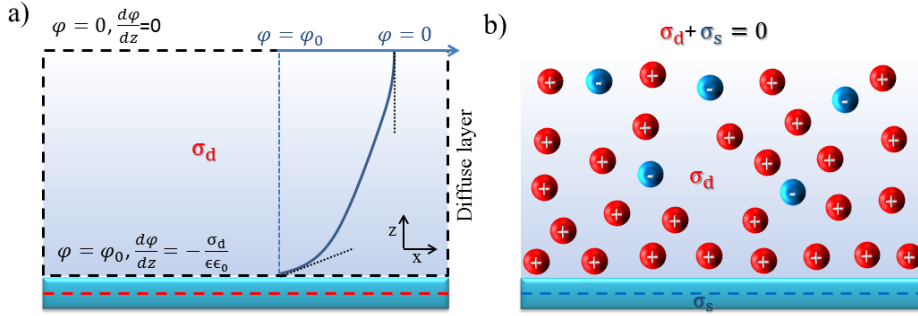 a)
φ = 0, dφ/dz=0
φ = φ₀
φ = 0
σd
Diffuse layer
z
x
φ = φ₀, dφ/dz = − σd/ϵϵ₀
b)
σd+ σs = 0
+ - + - + + -
+ + + + +
+ - σd - +
+ + + + +
+ + + + + + +
σs